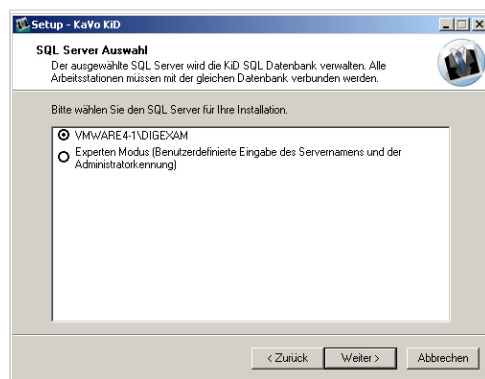 Setup - KaVo KiD
SQL Server Auswahl
Der ausgewählte SQL Server wird die KiD SQL Datenbank verwalten. Alle
Arbeitsstationen müssen mit der gleichen Datenbank verbunden werden.
Bitte wählen Sie den SQL Server für Ihre Installation.
VMWARE4-1\DIGEXAM
Experten Modus (Benutzerdefinierte Eingabe des Servernamens und der
Administratorkennung)
< Zurück
Weiter >
Abbrechen